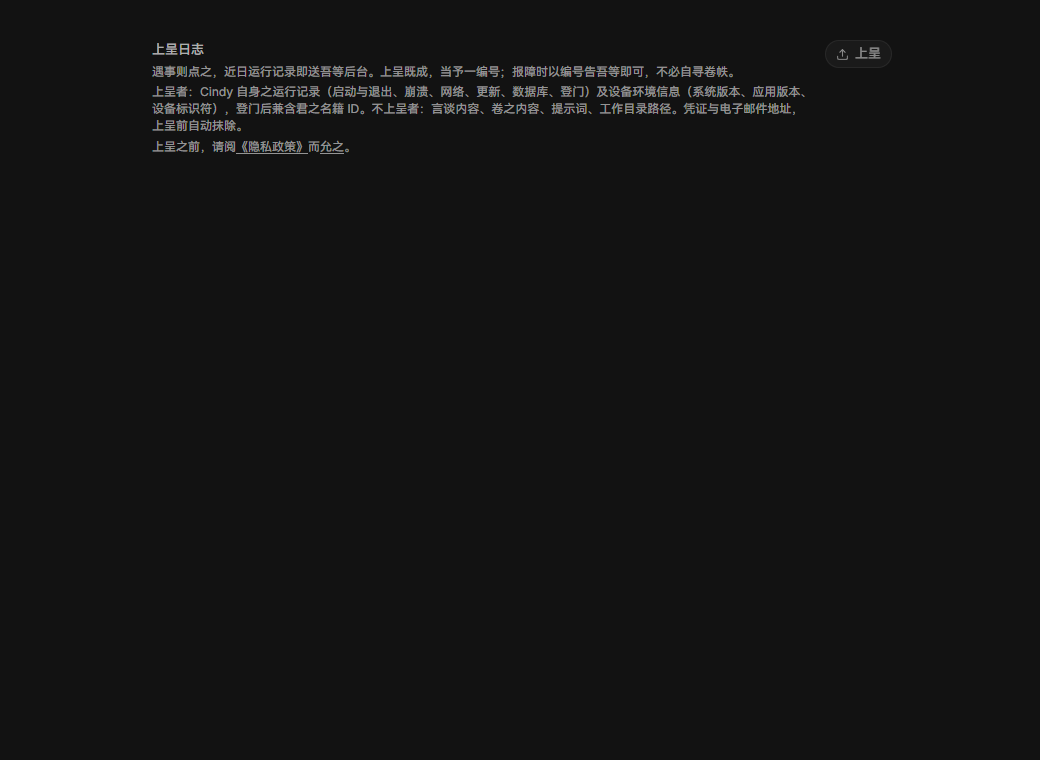 上呈日志
上呈
遇事则点之，近日运行记录即送吾等后台。上呈既成，当予一编号；报障时以编号告吾等即可，不必自寻卷帙。
上呈者：Cindy 自身之运行记录（启动与退出、崩溃、网络、更新、数据库、登门）及设备环境信息（系统版本、应用版本、
设备标识符），登门后兼含君之名籍 ID。不上呈者：言谈内容、卷之内容、提示词、工作目录路径。凭证与电子邮件地址，
上呈前自动抹除。
上呈之前，请阅《隐私政策》而允之。